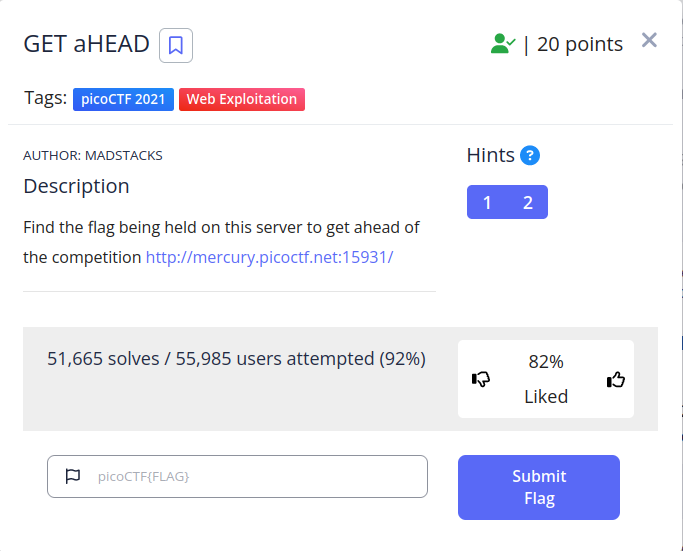 GET aHEAD
| 20 points
Tags: picoCTF 2021 Web Exploitation
AUTHOR: MADSTACKS
Description
Find the flag being held on this server to get ahead of
the competition http://mercury.picoctf.net:15931/
Hints ?
1 2
51,665 solves / 55,985 users attempted (92%)
82%
Liked
picoCTF{FLAG}
Submit
Flag